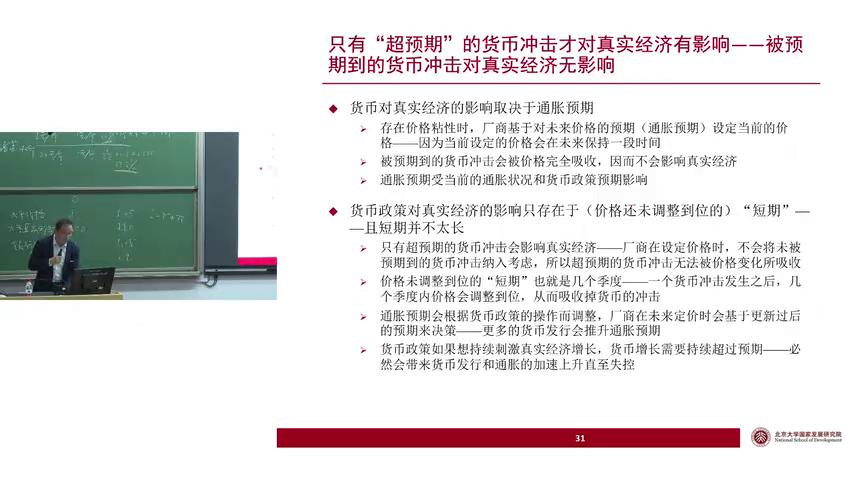 只有“超预期”的货币冲击才对真实经济有影响——被预
期到的货币冲击对真实经济无影响
货币对真实经济的影响取决于通胀预期
存在价格粘性时，厂商基于对未来价格的预期（通胀预期）设定当前的价
格——因为当前设定的价格会在未来保持一段时间
被预期到的货币冲击会被价格完全吸收，因而不会影响真实经济
通胀预期受当前的通胀状况和货币政策预期影响
货币政策对真实经济的影响只存在于（价格还未调整到位的）“短期”—
—且短期并不太长
只有超预期的货币冲击会影响真实经济——厂商在设定价格时，不会将未被
预期到的货币冲击纳入考虑，所以超预期的货币冲击无法被价格变化所吸收
价格未调整到位的“短期”也就是几个季度——一个货币冲击发生之后，几
个季度内价格会调整到位，从而吸收掉货币的冲击
通胀预期会根据货币政策的操作而调整，厂商在未来定价时会基于更新过后
的预期来决策——更多的货币发行会推升通胀预期
货币政策如果想持续刺激真实经济增长，货币增长需要持续超过预期——必
然会带来货币发行和通胀的加速上升直至失控
31
北京大学国家发展研究院
National School of Development